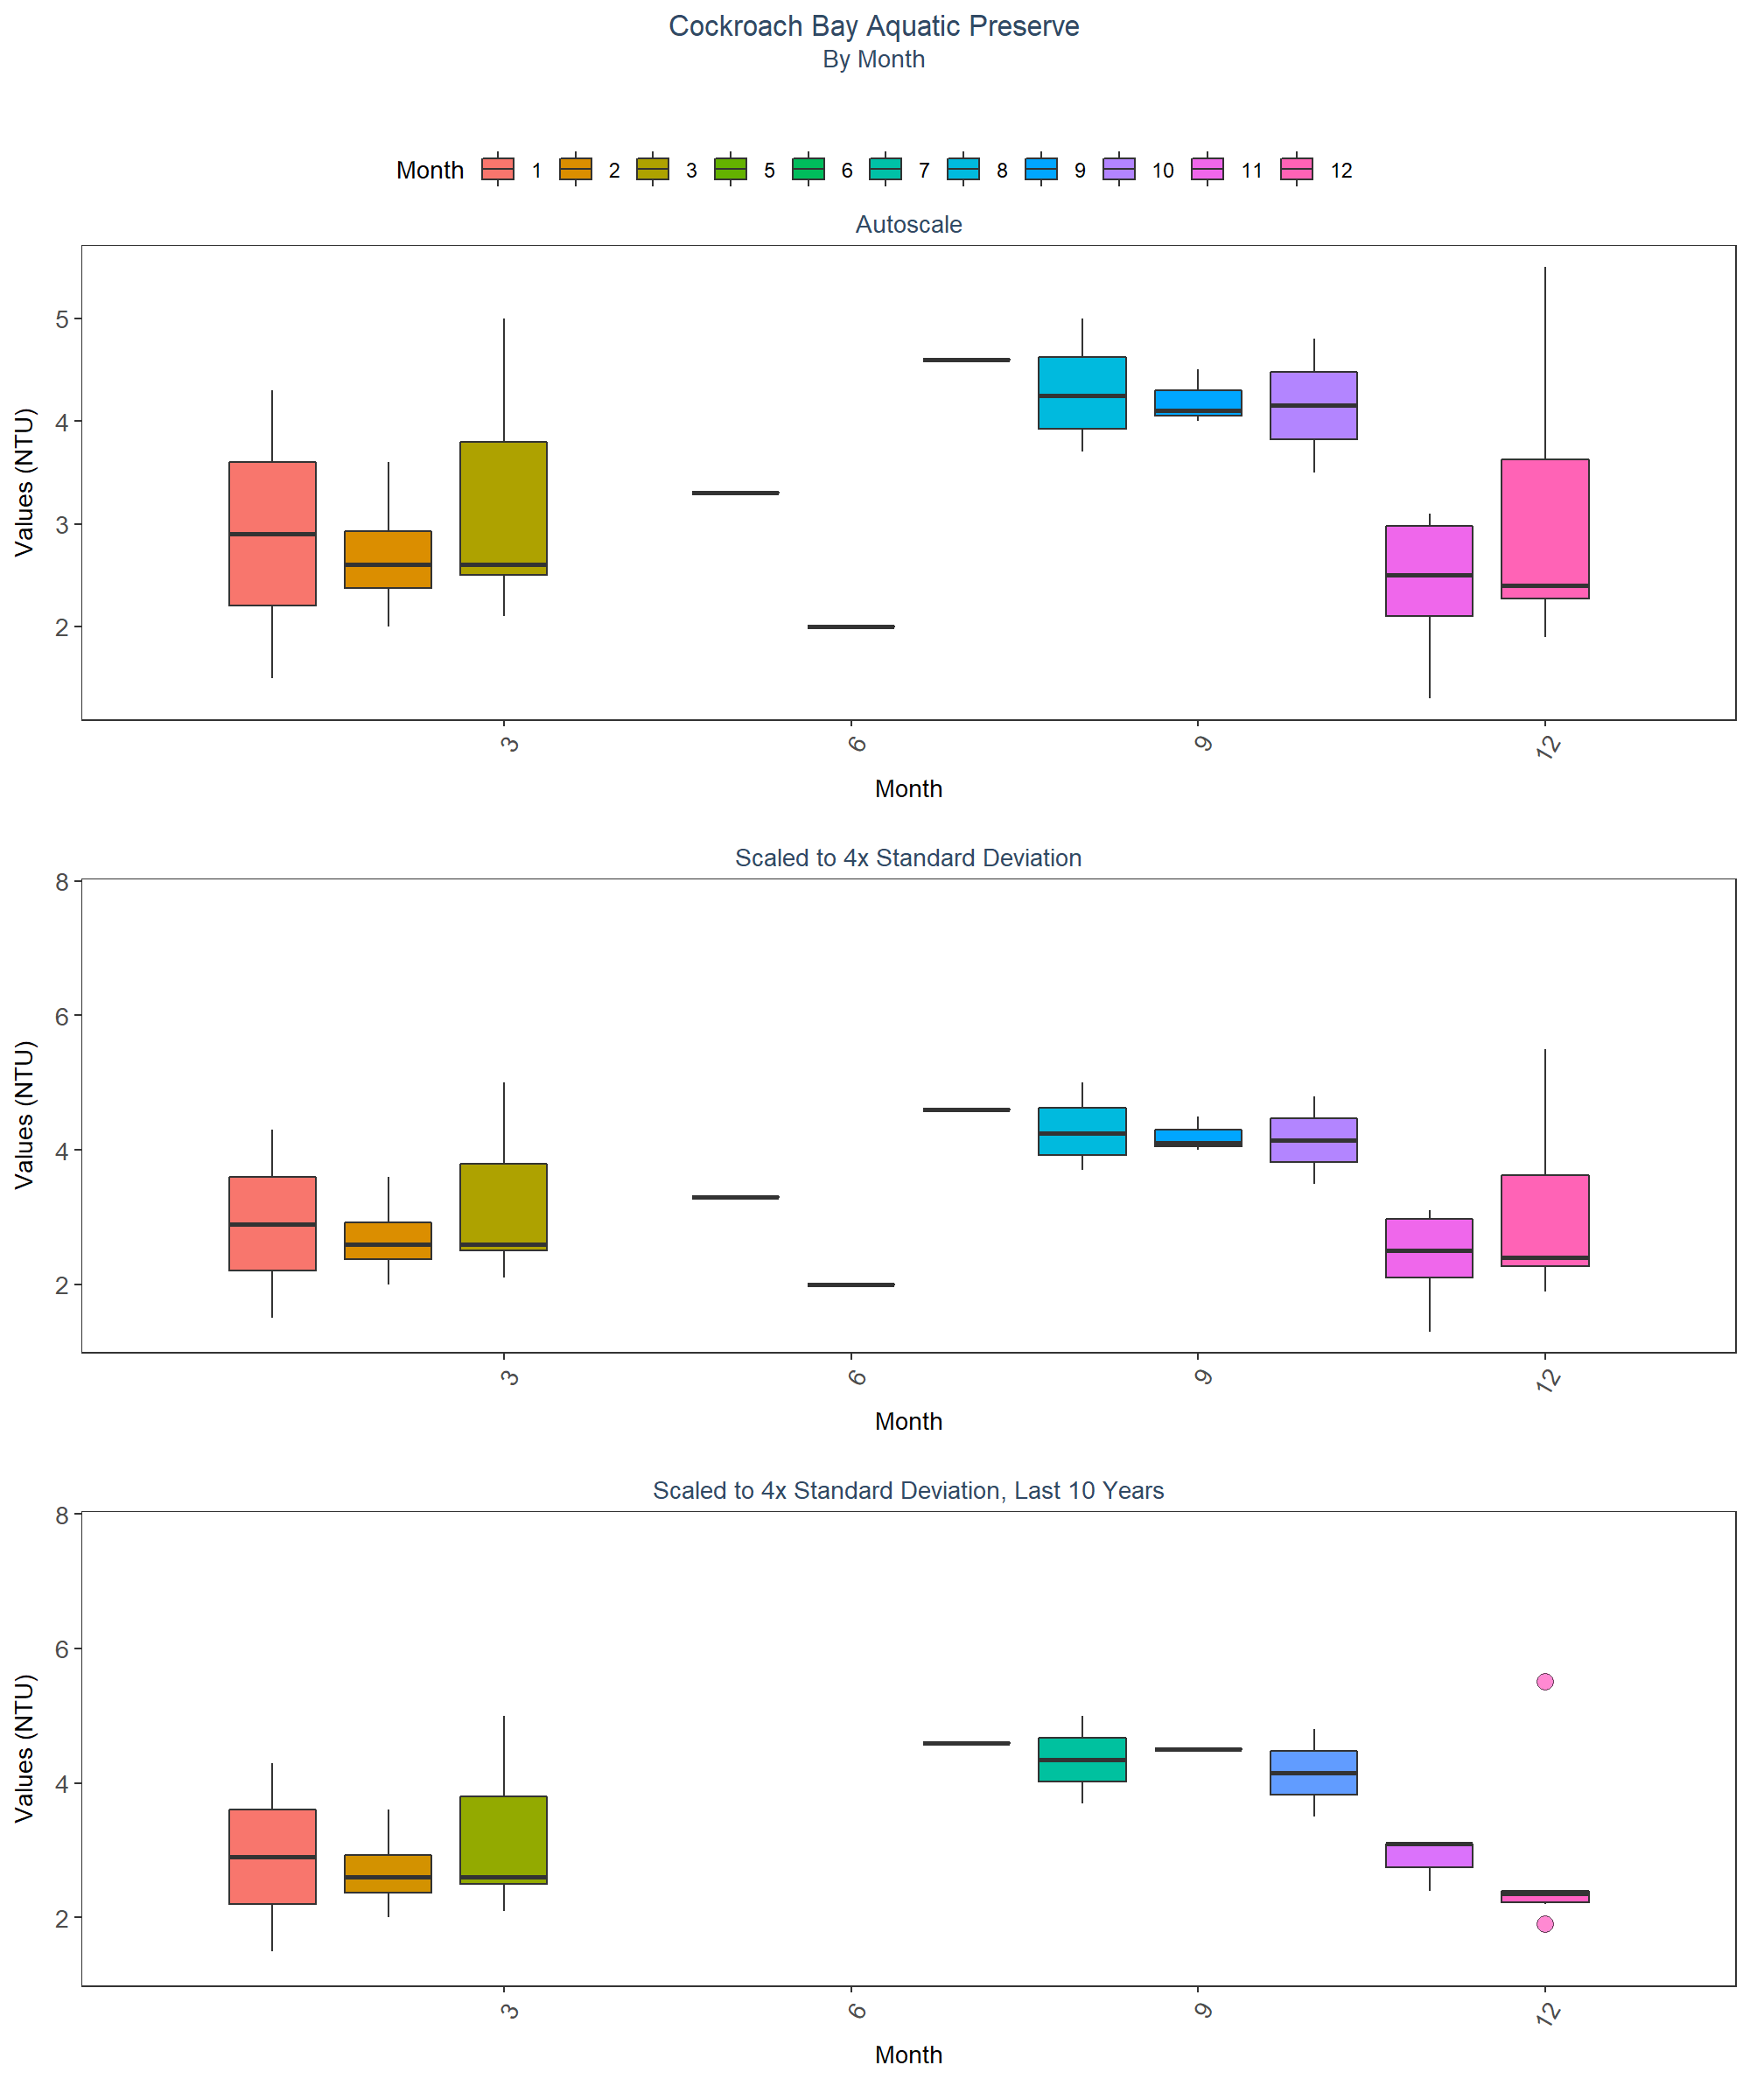 Cockroach Bay Aquatic Preserve
By Month
Month 1 2 3 5 6 7 8 9 10 11 12
Autoscale
Values (NTU)
5
4
3
2
3 6 9 12
Month
Scaled to 4x Standard Deviation
Values (NTU)
8
6
4
2
3 6 9 12
Month
Scaled to 4x Standard Deviation, Last 10 Years
Values (NTU)
8
6
4
2
3 6 9 12
Month